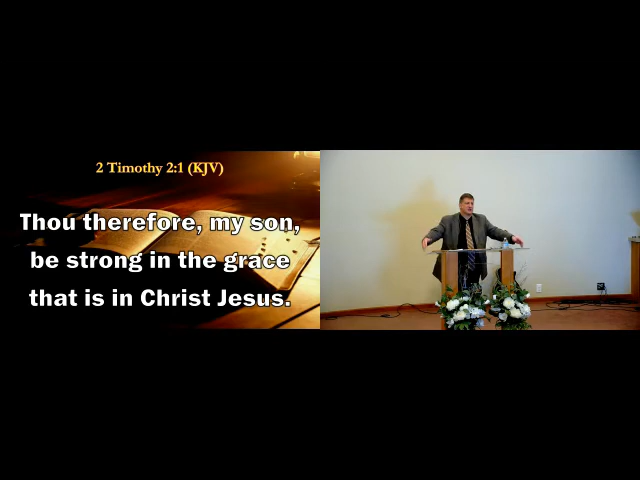 2 Timothy 2:1 (KJV)
Thou therefore, my son,
be strong in the grace
that is in Christ Jesus.